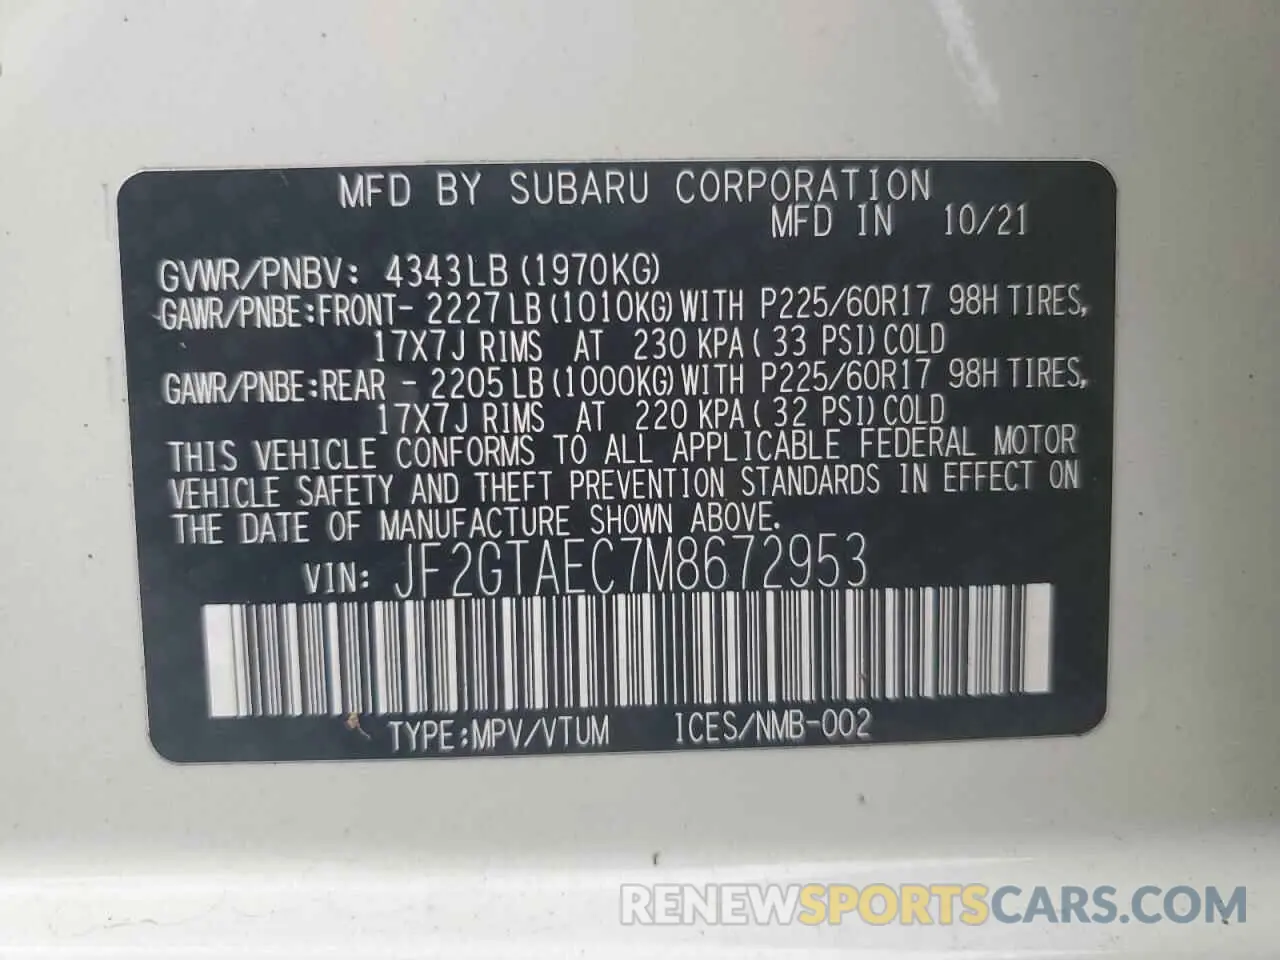 MFD BY SUBARU CORPORATION
MFD IN 10/21
GVWR/PNBV: 4343LB (1970KG)
GAWR/PNBE:FRONT- 2227LB (1010KG) WITH P225/60R17 98H TIRES,
17X7J RIMS AT 230 KPA ( 33 PSI) COLD
GAWR/PNBE:REAR - 2205LB (1000KG) WITH P225/60R17 98H TIRES,
17X7J RIMS AT 220 KPA ( 32 PSI) COLD
THIS VEHICLE CONFORMS TO ALL APPLICABLE FEDERAL MOTOR
VEHICLE SAFETY AND THEFT PREVENTION STANDARDS IN EFFECT ON
THE DATE OF MANUFACTURE SHOWN ABOVE.
VIN: JF2GTAEC7M8672953
TYPE:MPV/VTUM ICES/NMB-002
RENEWSPORTSCARS.COM